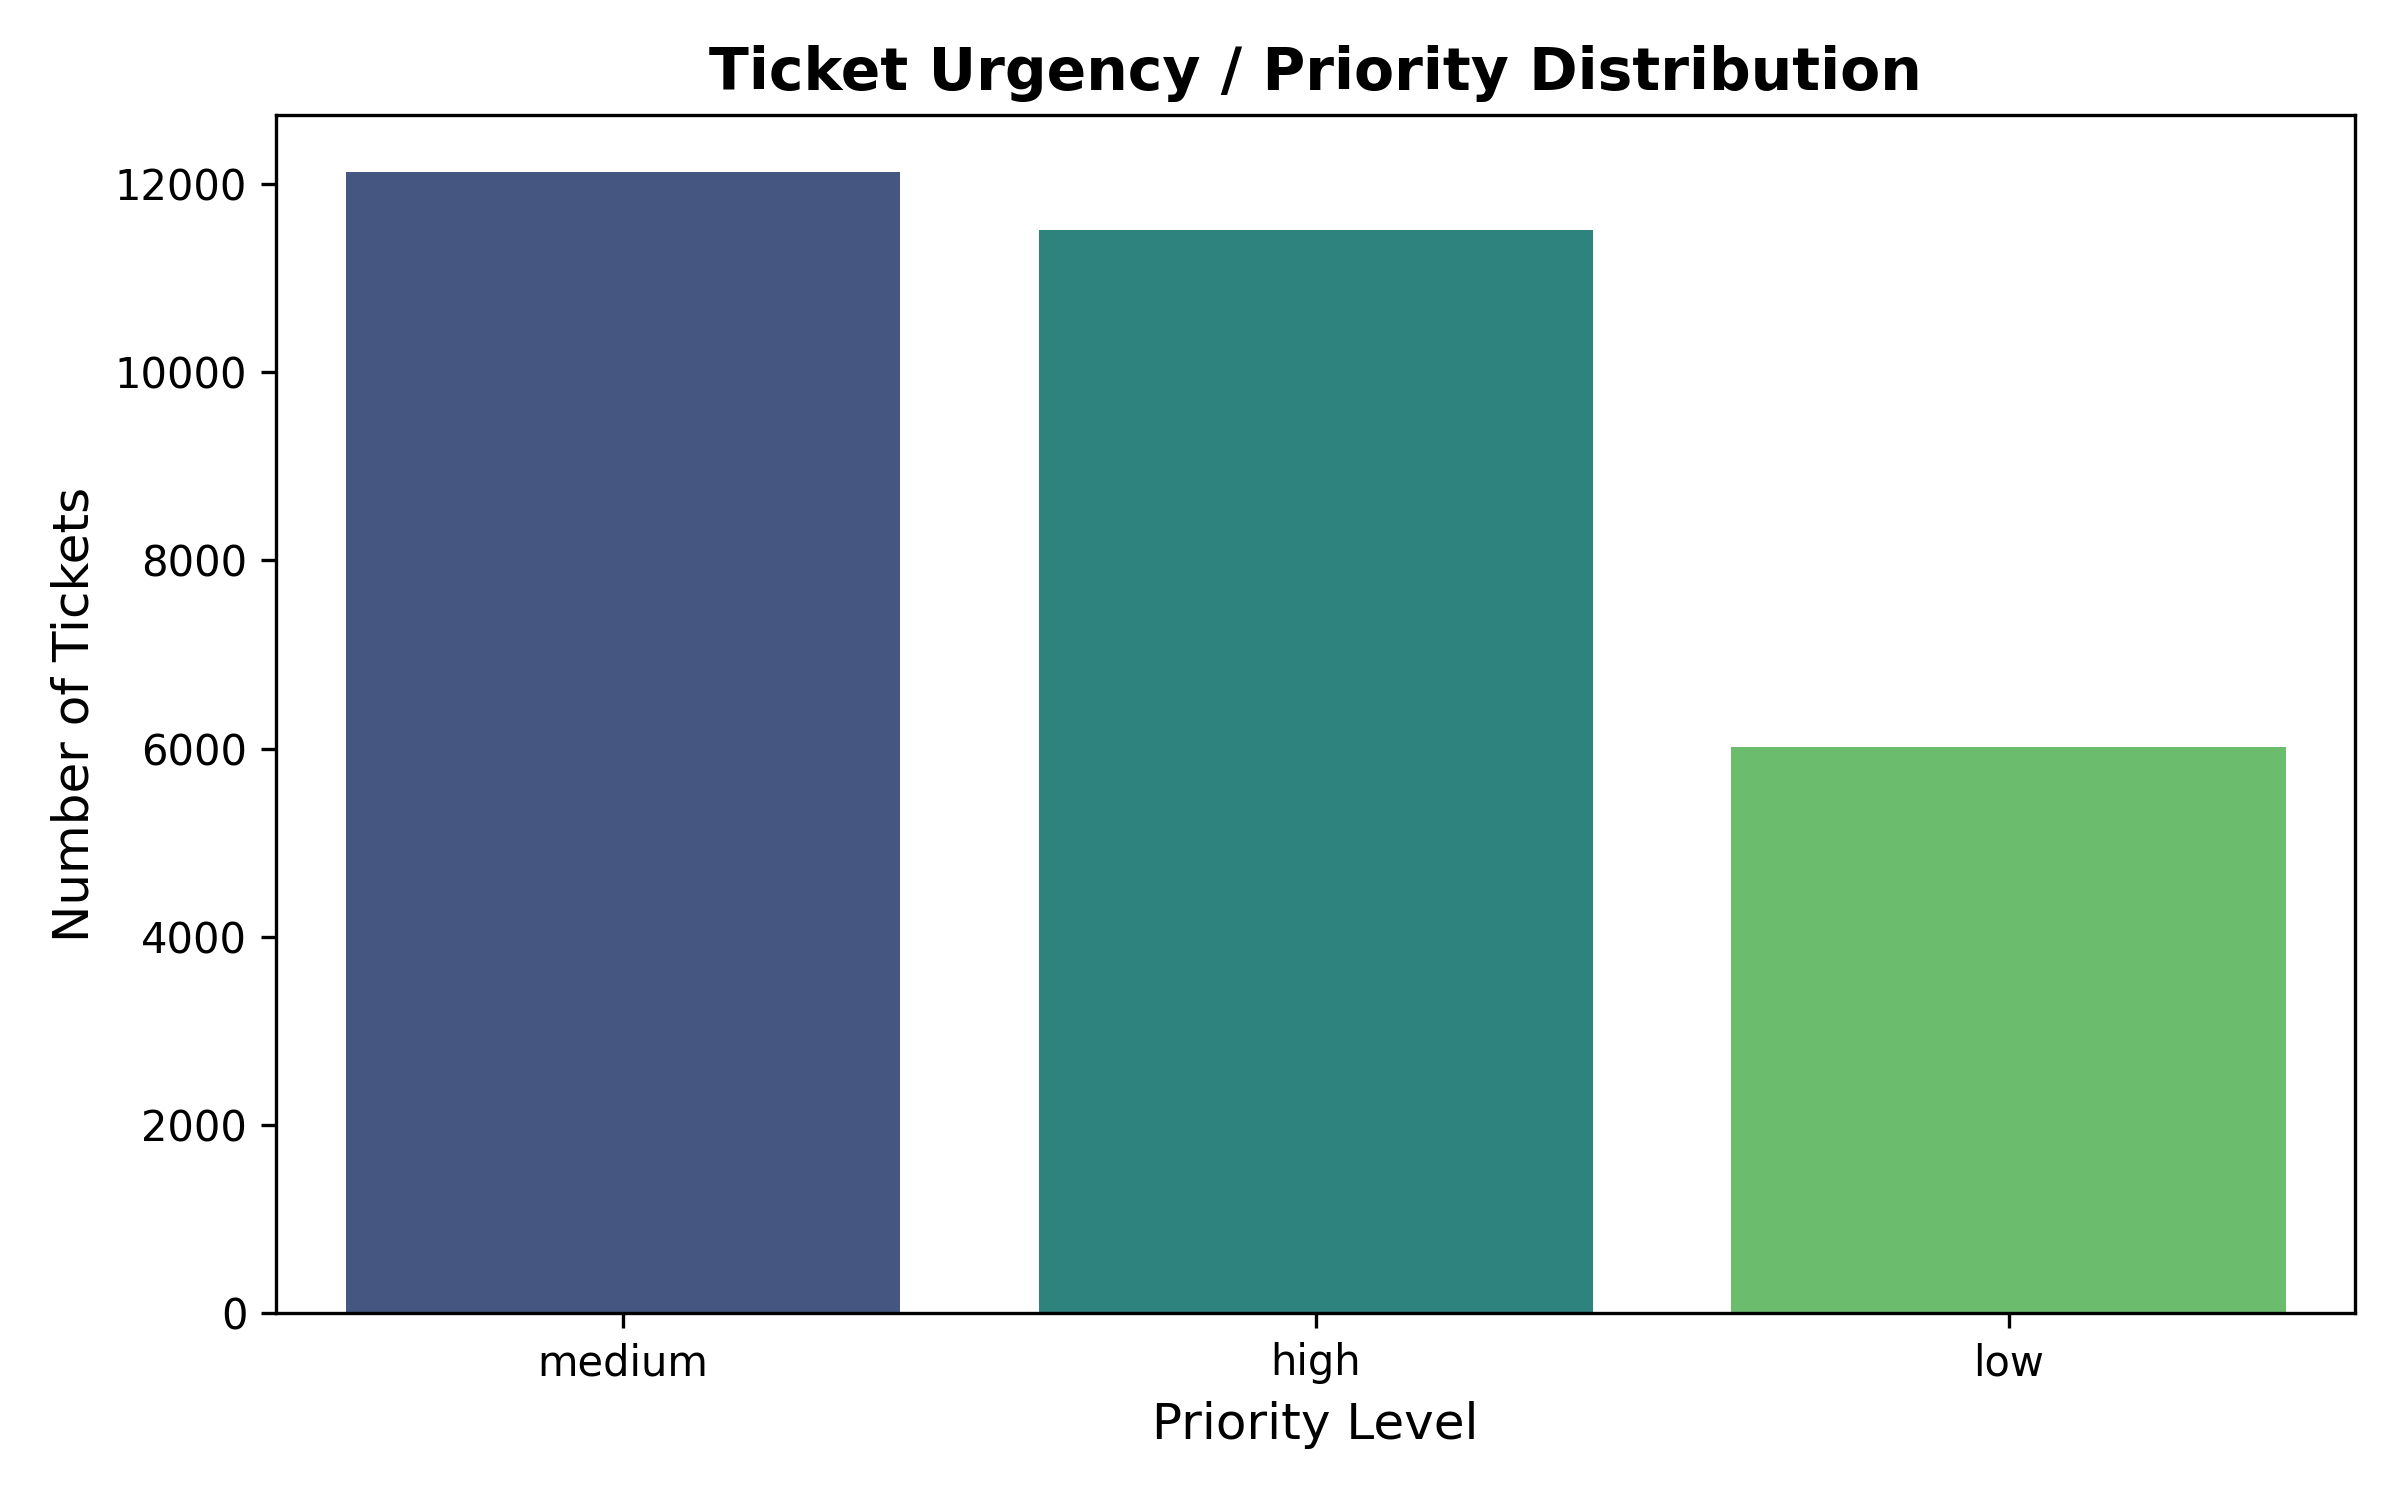 Ticket Urgency / Priority Distribution
Number of Tickets
12000
10000
8000
6000
4000
2000
0
medium high low
Priority Level